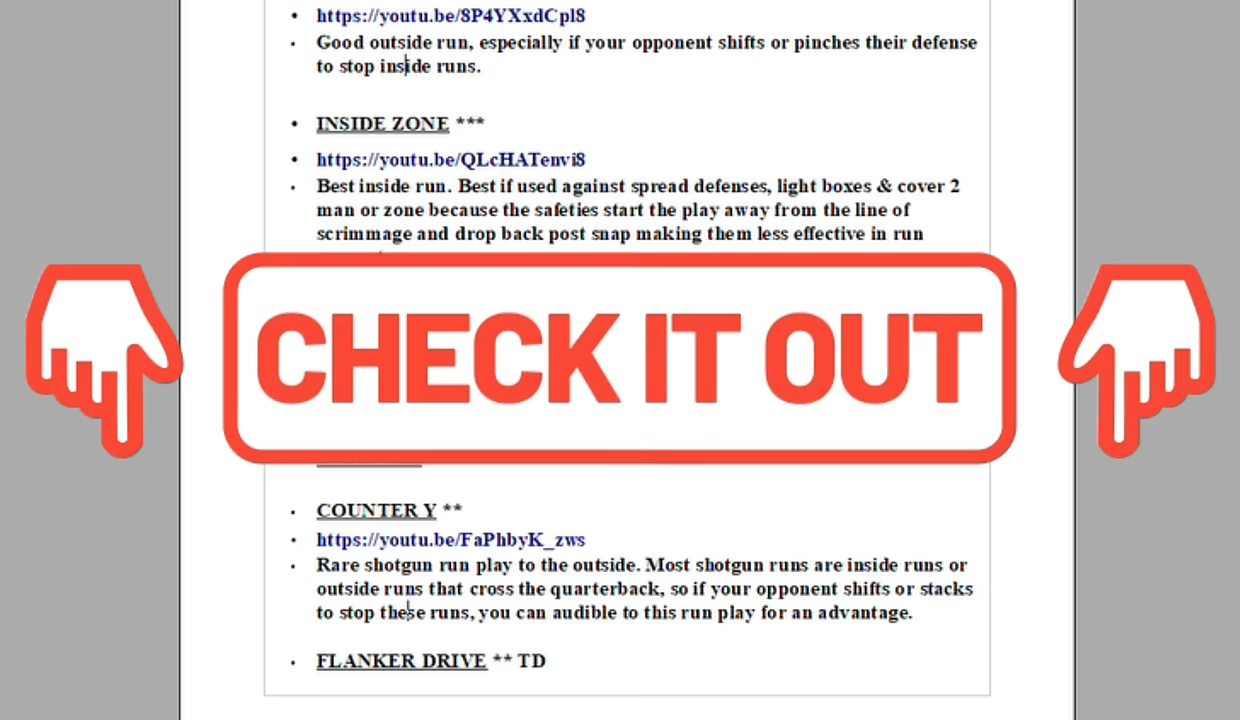 • https://youtu.be/8P4YXxdCpl8
• Good outside run, especially if your opponent shifts or pinches their defense
to stop inside runs.
• INSIDE ZONE ***
• https://youtu.be/QLcHATenvi8
• Best inside run. Best if used against spread defenses, light boxes & cover 2
man or zone because the safeties start the play away from the line of
scrimmage and drop back post snap making them less effective in run
CHECK IT OUT
• COUNTER Y **
• https://youtu.be/FaPhbyK_zws
• Rare shotgun run play to the outside. Most shotgun runs are inside runs or
outside runs that cross the quarterback, so if your opponent shifts or stacks
to stop these runs, you can audible to this run play for an advantage.
• FLANKER DRIVE ** TD